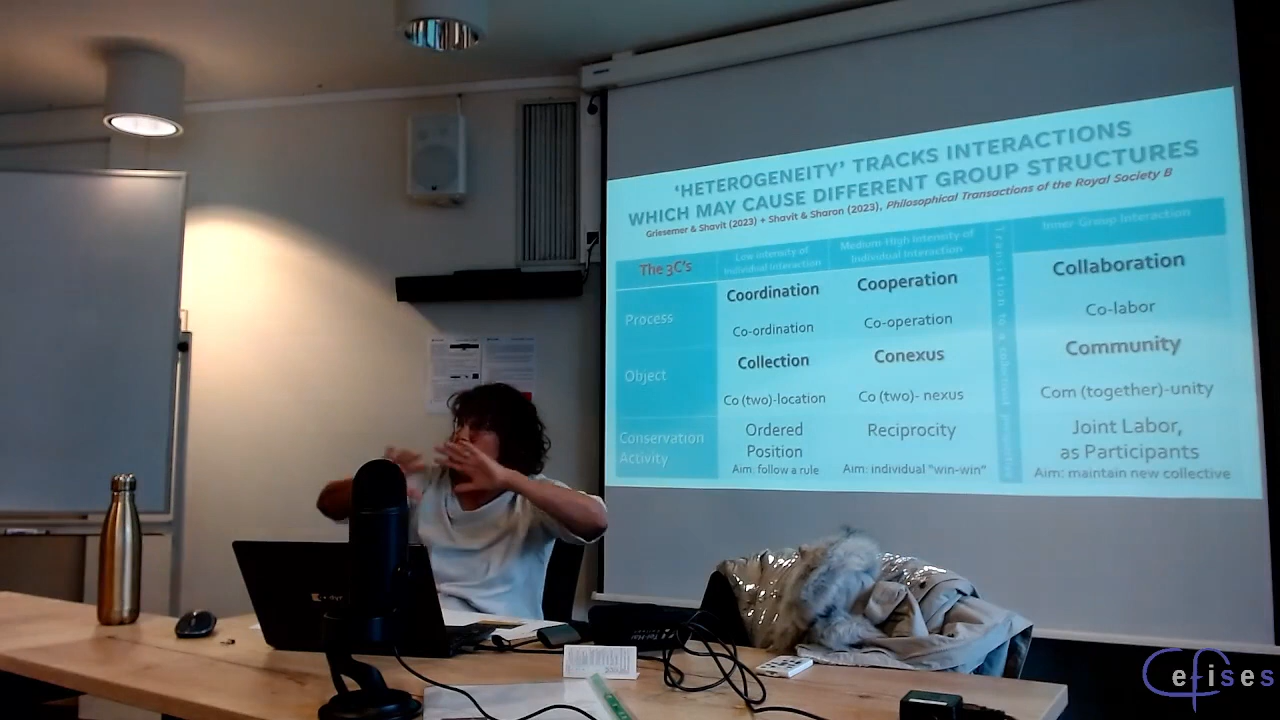 'HETEROGENEITY' TRACKS INTERACTIONS
WHICH MAY CAUSE DIFFERENT GROUP STRUCTURES
Griesemer & Shavit (2023) + Shavit & Sharon (2023), Philosophical Transactions of the Royal Society B
The 3C's
Low intensity of
Individual Interaction
Medium-High Intensity of
Individual Interaction
Transition to a
Inner-Group Interaction
Process
Coordination
Co-ordination
Cooperation
Co-operation
Collaboration
Co-labor
Object
Collection
Co (two)-location
Conexus
Co (two)- nexus
Community
Com (together)-unity
Conservation
Activity
Ordered
Position
Aim: follow a rule
Reciprocity
Aim: individual "win-win"
Joint Labor,
as Participants
Aim: maintain new collective
Cefises